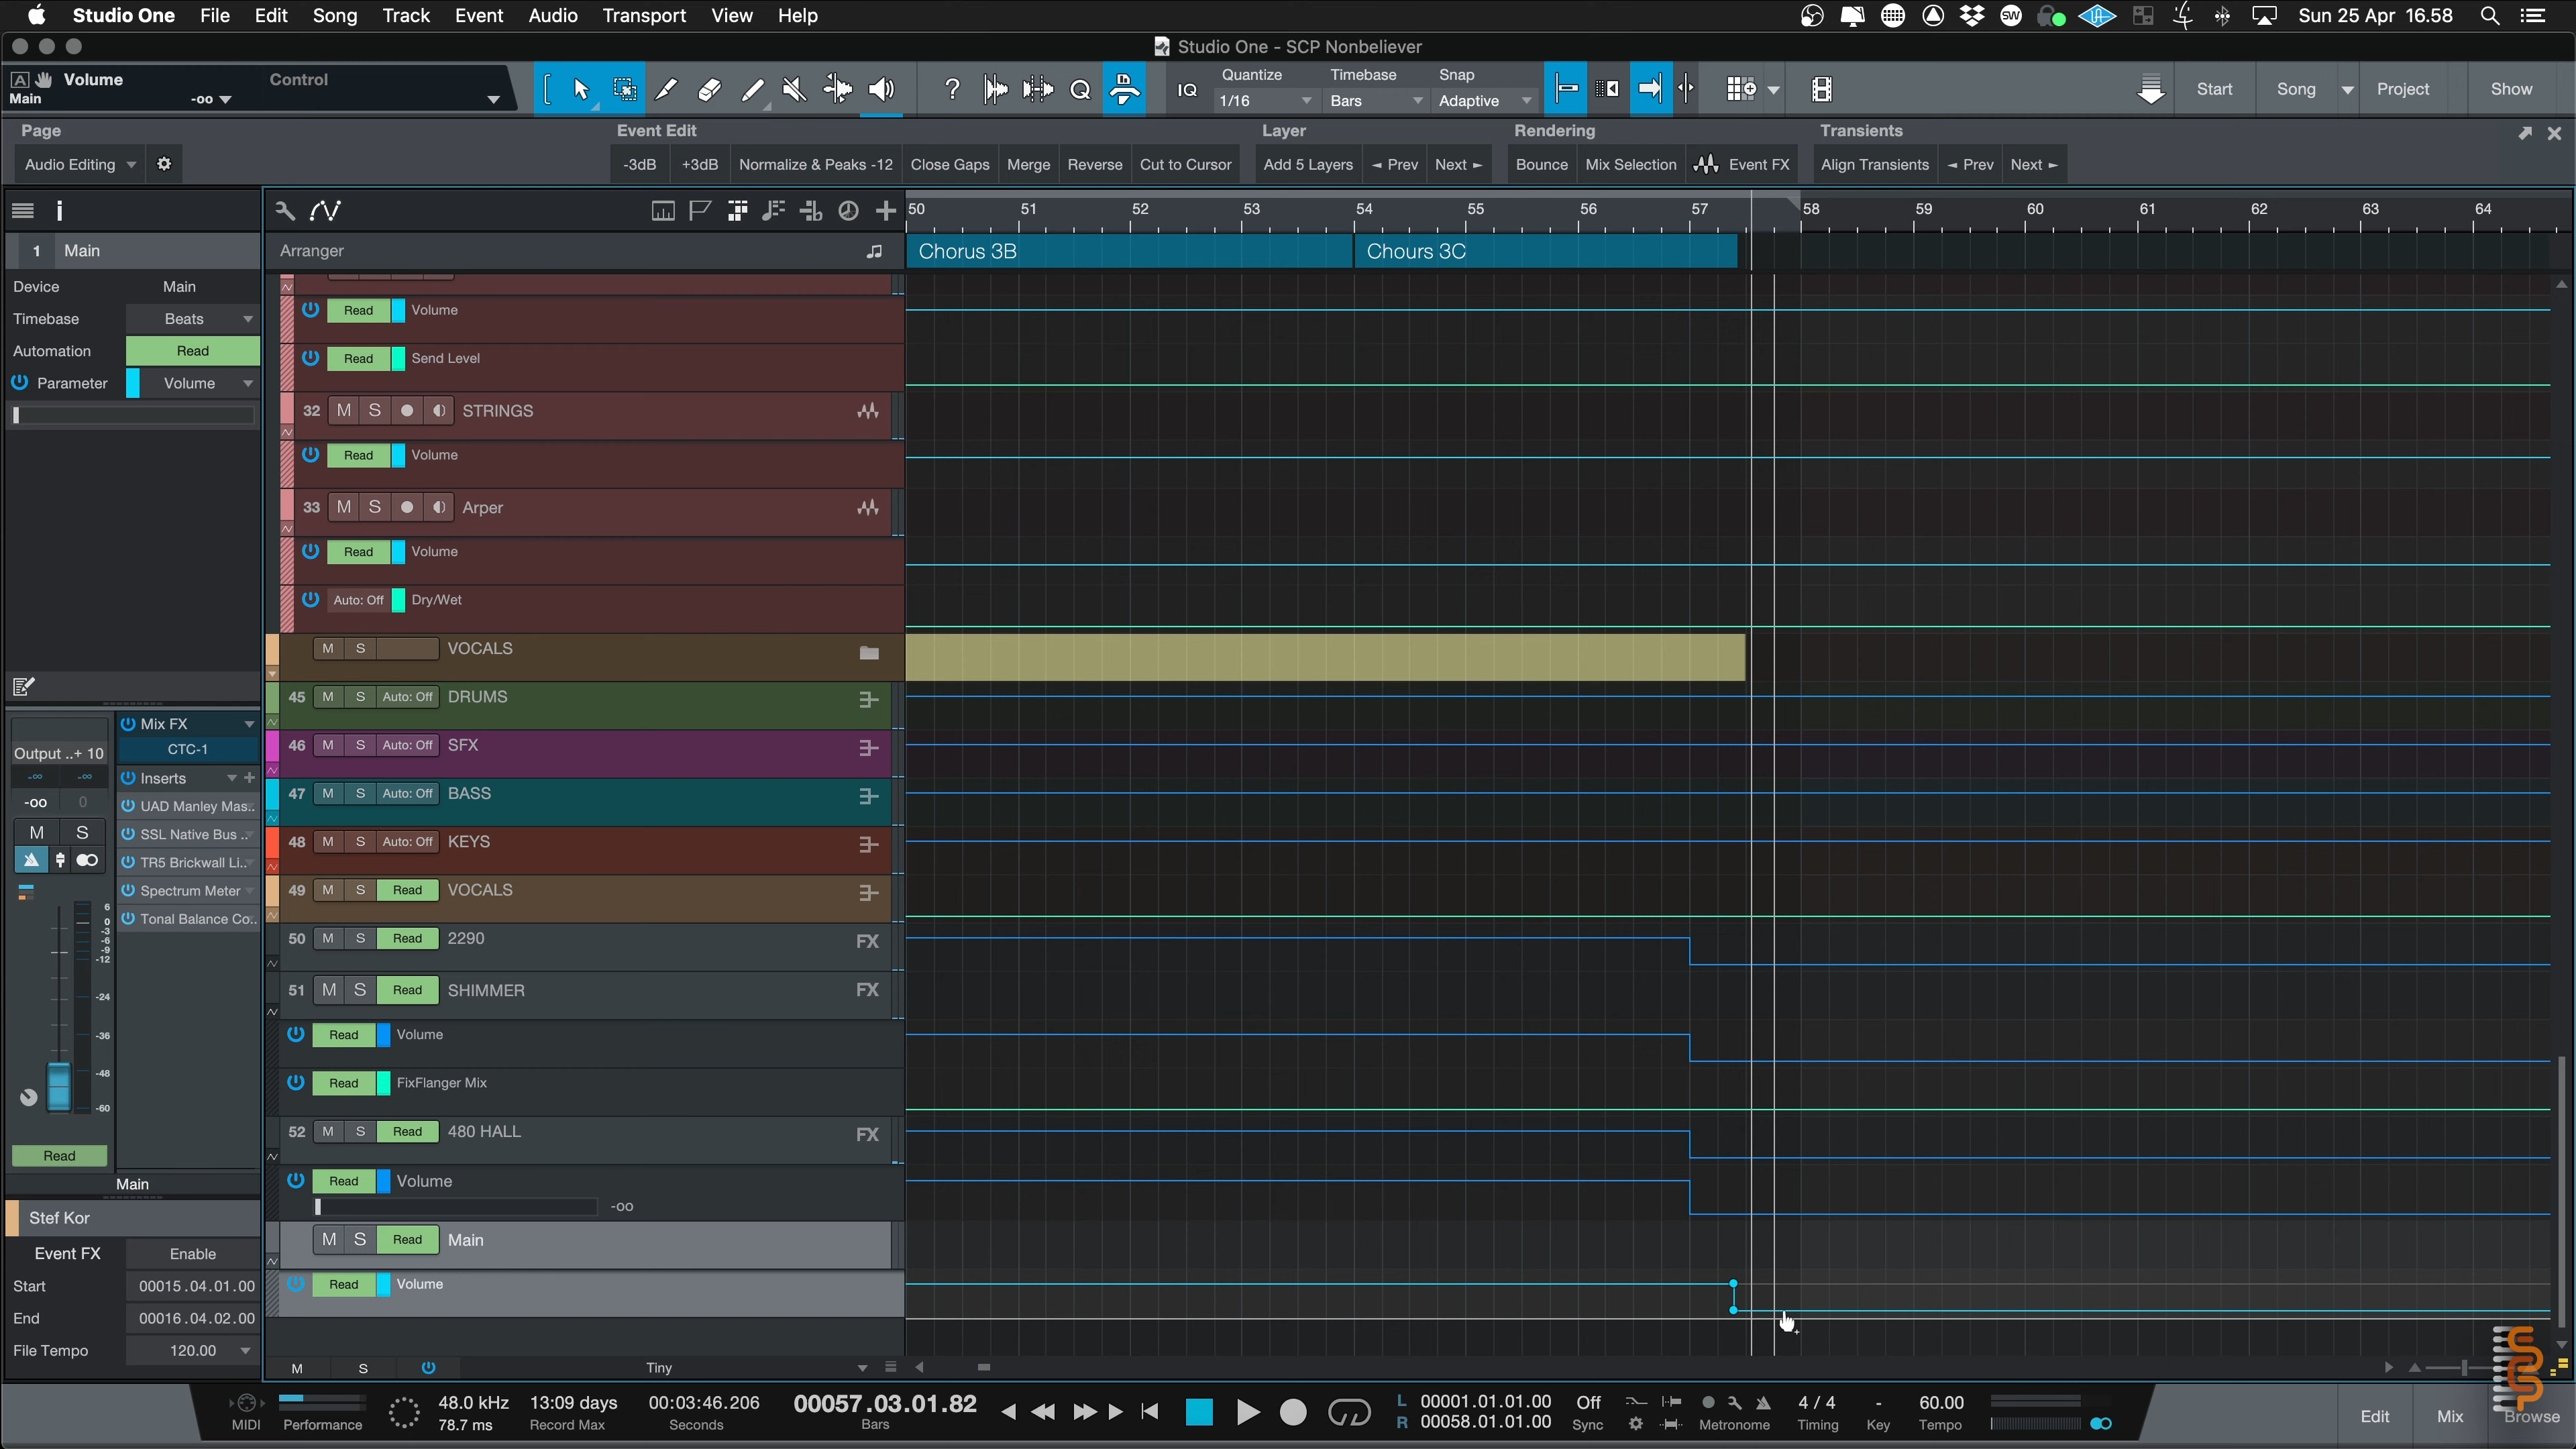 Studio One File Edit Song Track Event Audio Transport View Help
Sun 25 Apr 16.58
Studio One - SCP Nonbeliever
Volume Control
Main -oo
IQ
Quantize Timebase Snap
1/16 Bars Adaptive
Start Song Project Show
Page Event Edit Layer Rendering Transients
Audio Editing -3dB +3dB Normalize & Peaks -12 Close Gaps Merge Reverse Cut to Cursor Add 5 Layers Prev Next Bounce Mix Selection Event FX Align Transients Prev Next
50 51 52 53 54 55 56 57 58 59 60 61 62 63 64
1 Main
Arranger
Chorus 3B Chours 3C
Device Main
Timebase Beats
Automation Read
Parameter Volume
Read Volume
Read Send Level
32 M S STRINGS
Read Volume
33 M S Arper
Read Volume
Auto: Off Dry/Wet
M S VOCALS
45 M S Auto: Off DRUMS
46 M S Auto: Off SFX
47 M S Auto: Off BASS
48 M S Auto: Off KEYS
49 M S Read VOCALS
50 M S Read 2290 FX
51 M S Read SHIMMER FX
Read Volume
Read FixFlanger Mix
52 M S Read 480 HALL FX
Read Volume
-oo
M S Read Main
Read Volume
Mix FX
Output ..+ 10 CTC-1
-∞ -∞ Inserts
-oo 0 UAD Manley Mas..
M S SSL Native Bus ..
TR5 Brickwall Li..
Spectrum Meter
Tonal Balance Co..
6
0
-3
-6
-9
-12
-24
-36
-48
-60
Read
Main
Stef Kor
Event FX Enable
Start 00015.04.01.00
End 00016.04.02.00
File Tempo 120.00
M S Tiny
MIDI
Performance
48.0 kHz
78.7 ms
13:09 days
Record Max
00:03:46.206
Seconds
00057.03.01.82
Bars
L 00001.01.01.00
R 00058.01.01.00
Off
Sync
Metronome
4 / 4
Timing
-
Key
60.00
Tempo
Edit Mix Browse
SCP